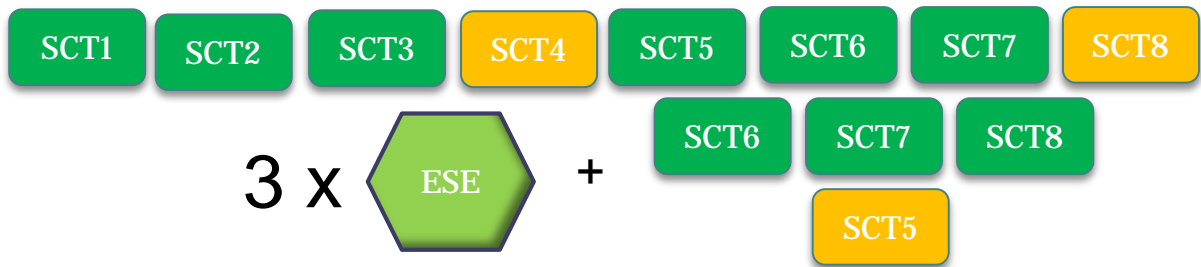 SCT1 SCT2 SCT3 SCT4 SCT5 SCT6 SCT7 SCT8
3 x ESE + SCT6 SCT7 SCT8
SCT5